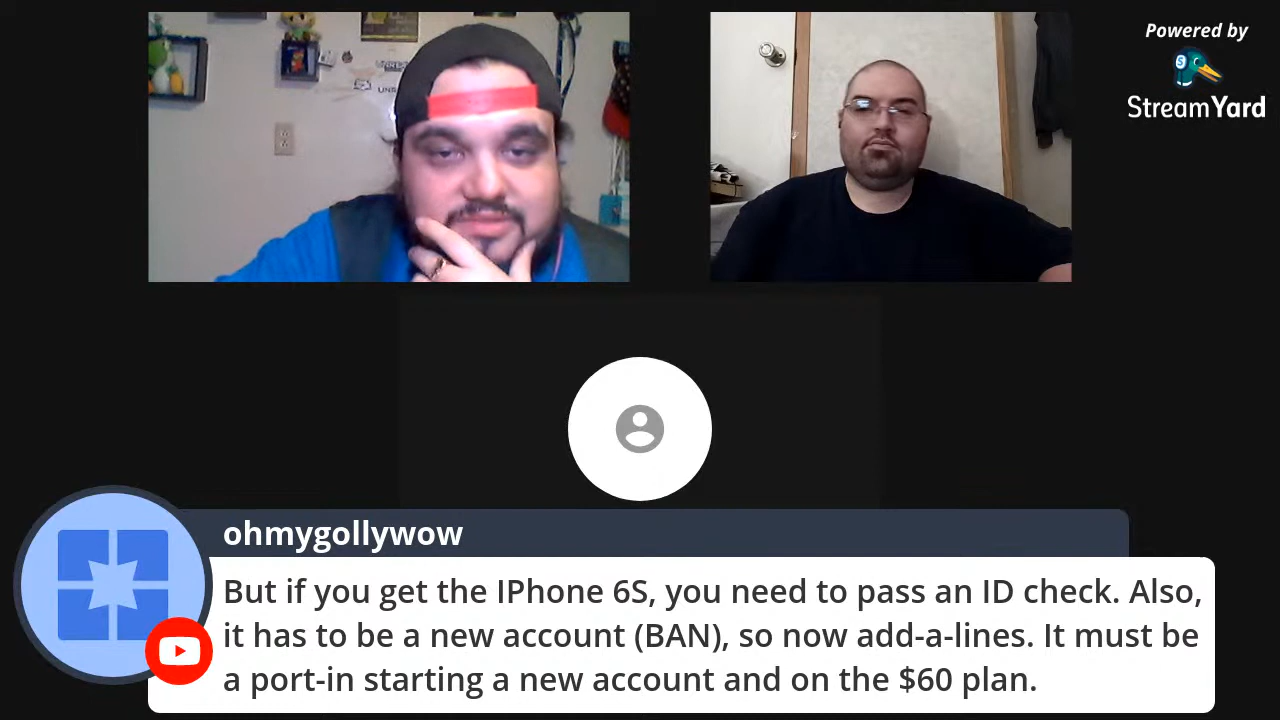 Powered by
StreamYard
ohmygollywow
But if you get the IPhone 6S, you need to pass an ID check. Also,
it has to be a new account (BAN), so now add-a-lines. It must be
a port-in starting a new account and on the $60 plan.